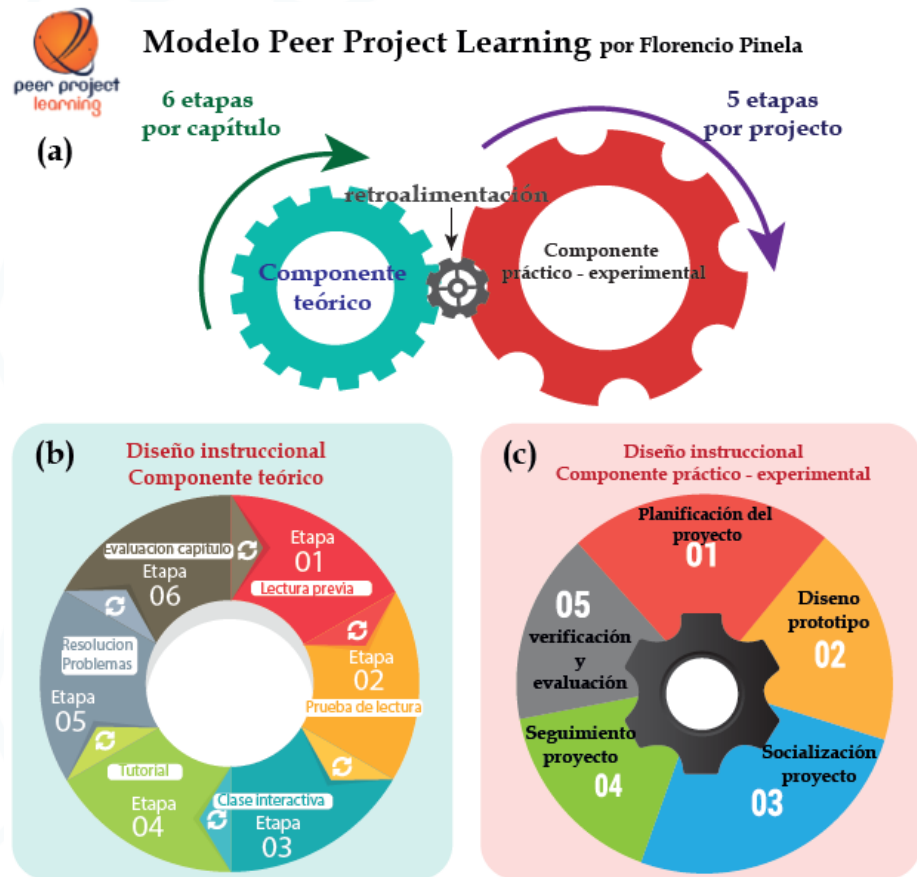 peer project
learning
Modelo Peer Project Learning por Florencio Pinela
(a)
6 etapas
por capítulo
5 etapas
por projecto
retroalimentación
Componente
teórico
Componente
práctico - experimental
(b)
Diseño instruccional
Componente teórico
Etapa
01
Lectura previa
Etapa
02
Prueba de lectura
Clase interactiva
Etapa
03
Tutorial
Etapa
04
Resolucion
Problemas
Etapa
05
Evaluacion capitulo
Etapa
06
(c)
Diseño instruccional
Componente práctico - experimental
Planificación del
proyecto
01
Diseno
prototipo
02
Socialización
proyecto
03
Seguimiento
proyecto
04
05
verificación
y
evaluación